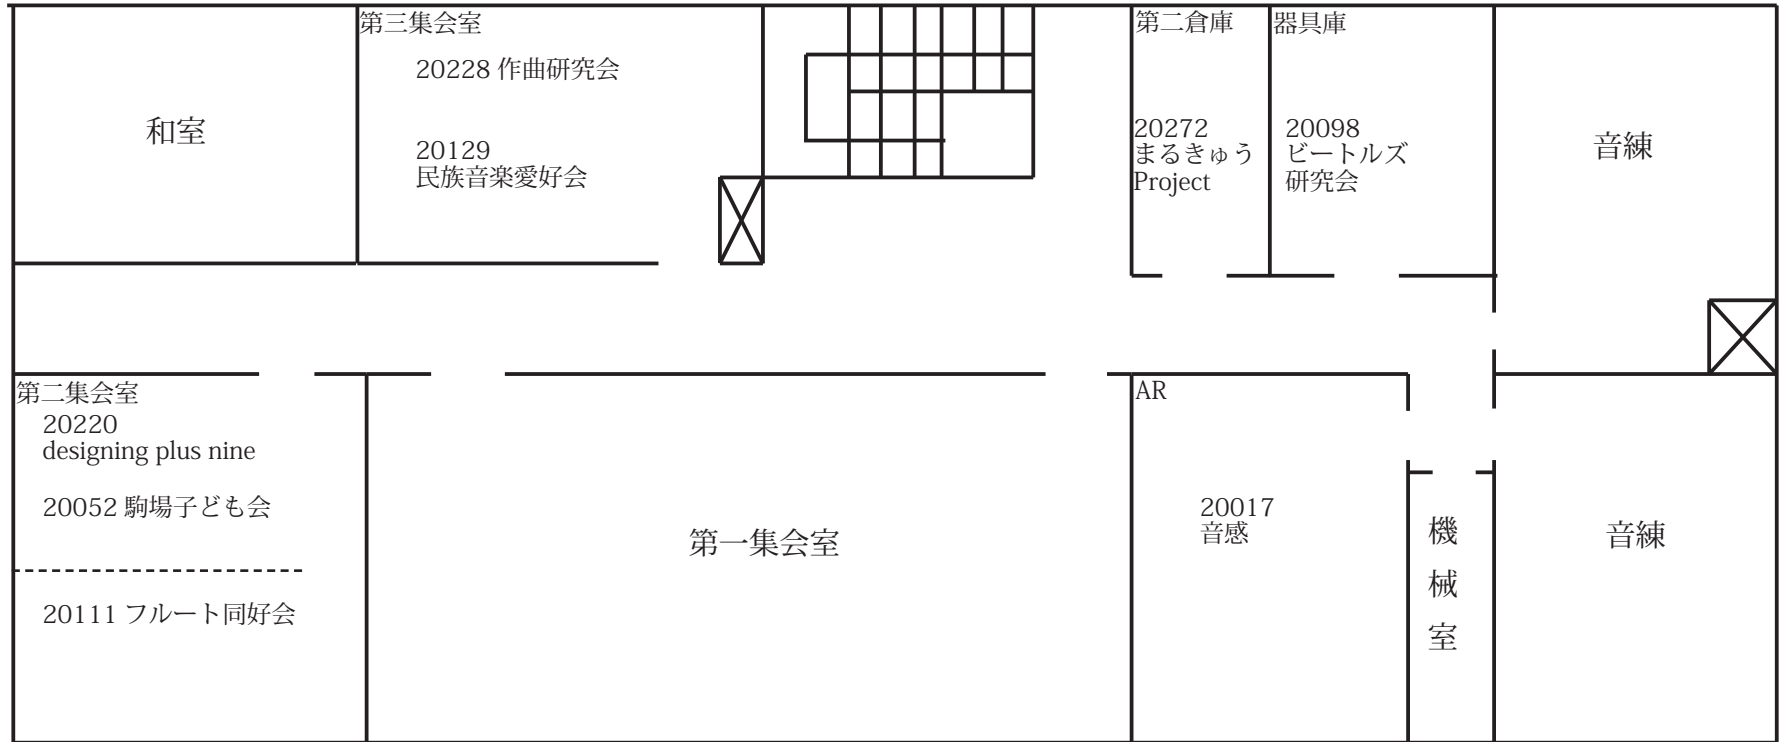 和室
第三集会室
20228 作曲研究会
20129
民族音楽愛好会
第二倉庫
20272
まるきゅう
Project
器具庫
20098
ビートルズ
研究会
音練
第二集会室
20220
designing plus nine
20052 駒場子ども会
20111 フルート同好会
第一集会室
AR
20017
音感
機械室
音練